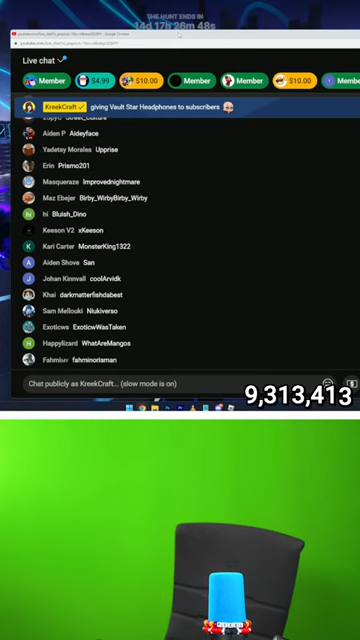 THE HUNT ENDS IN
14d 17h 26m 48s
Live chat
Member $4.99 $10.00 Member Member $10.00 Member
KreekCraft giving Vault Star Headphones to subscribers
Aiden P Aideyface
Yadetsy Morales Upprise
Erin Prismo201
Masqueraze Improvednightmare
Maz Ebejer Birby_WirbyBirby_Wirby
hi hi Bluish_Dino
Keeson V2 xKeeson
K Karl Carter MonsterKing1322
A Aiden Shove San
J Johan Kinnvall coolArvidk
Khai darkmatterfishdabest
Sam Mellouki Niukiverso
Exoticws ExoticwWasTaken
Happylizard WhatAreMangos
fahminorisman
Chat publicly as KreekCraft... (slow mode is on)
9,313,413